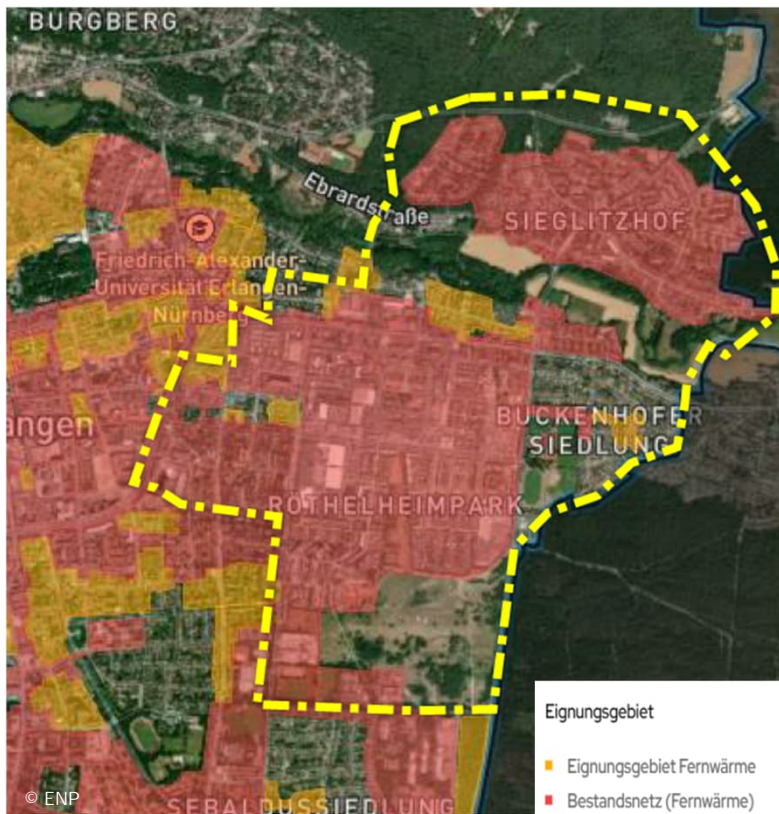 BURGBERG
Ebrardstraße
SIEGLITZHOF
Friedrich-Alexander-
Universität Erlangen-
Nürnberg
angen
BUCKENHOFER
SIEDLUNG
RÖTHELHEIMPARK
SEBALDUSSIEDLUNG
Eignungsgebiet
Eignungsgebiet Fernwärme
Bestandsnetz (Fernwärme)
© ENP